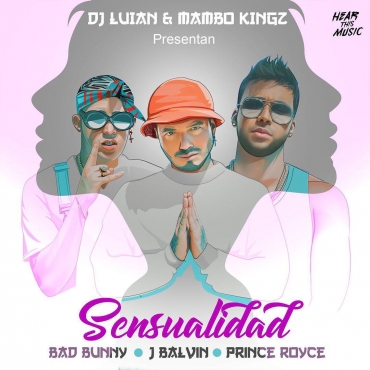 DJ LUIAN & MAMBO KINGZ
Presentan
HEAR
THIS
MUSIC
Sensualidad
BAD BUNNY ● J BALVIN ● PRINCE ROYCE